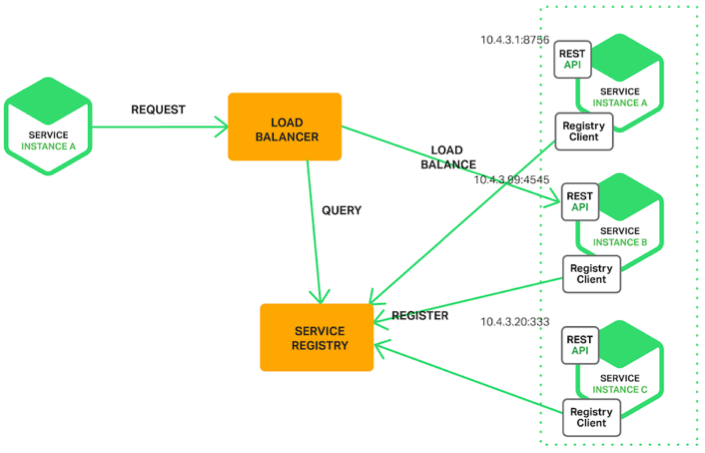 10.4.3.1:8756
REST
API
SERVICE
INSTANCE A
Registry
Client
REQUEST
LOAD
BALANCER
SERVICE
INSTANCE A
LOAD
BALANCE
10.4.3.99:4545
REST
API
SERVICE
INSTANCE B
QUERY
Registry
Client
REGISTER
10.4.3.20:333
SERVICE
REGISTRY
REST
API
SERVICE
INSTANCE C
Registry
Client